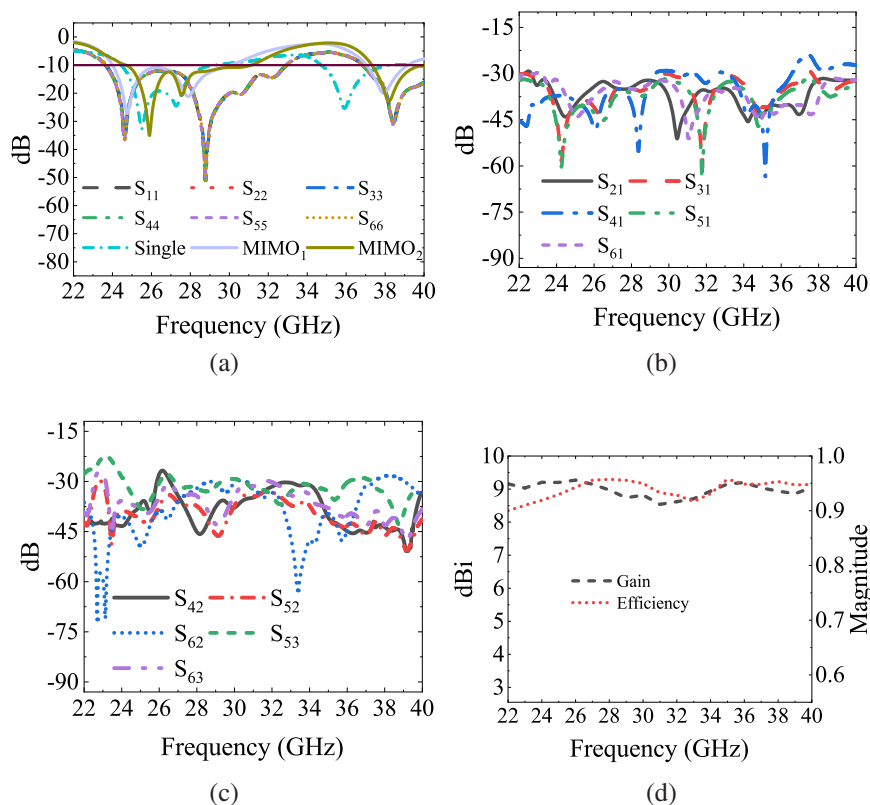 0
-10
-20
-30
-40
-50
-60
-70
-80
dB
S11 S22 S33
S44 S55 S66
Single MIMO1 MIMO2
22 24 26 28 30 32 34 36 38 40
Frequency (GHz)
(a)
-15
-30
-45
-60
-75
-90
dB
S21 S31
S41 S51
S61
22 24 26 28 30 32 34 36 38 40
Frequency (GHz)
(b)
-15
-30
-45
-60
-75
-90
dB
S42 S52
S62 S53
S63
22 24 26 28 30 32 34 36 38 40
Frequency (GHz)
(c)
10
9
8
7
6
5
4
3
dBi
Gain
Efficiency
1.0
0.9
0.8
0.7
0.6
Magnitude
22 24 26 28 30 32 34 36 38 40
Frequency (GHz)
(d)